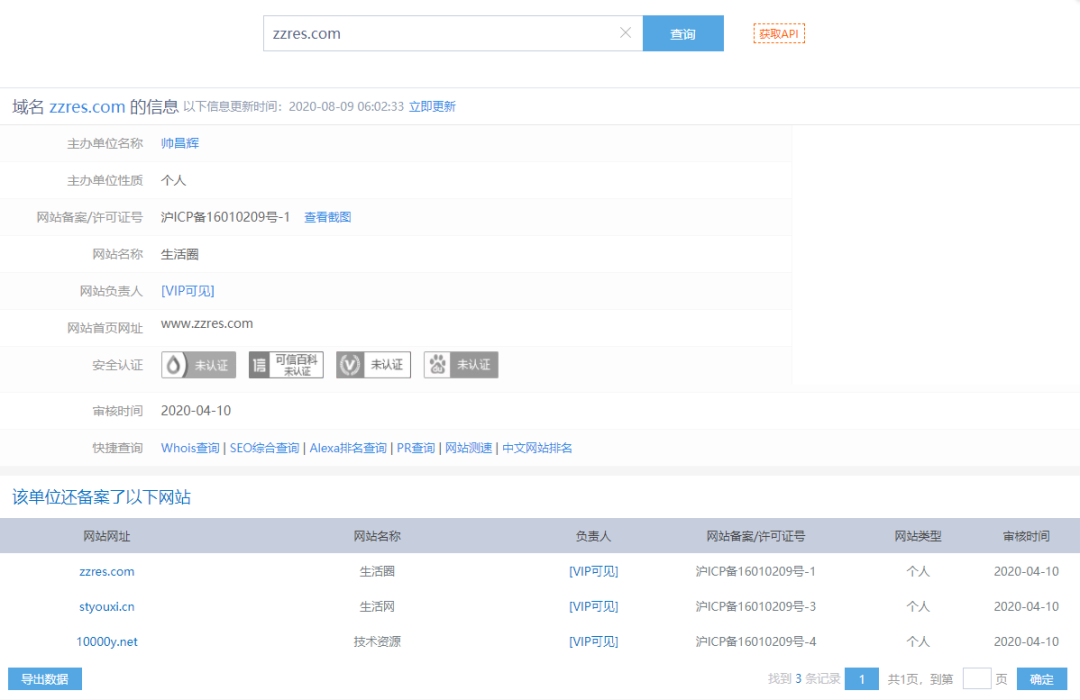 zzres.com 查询 获取API
域名 zzres.com 的信息 以下信息更新时间：2020-08-09 06:02:33 立即更新
主办单位名称 帅昌辉
主办单位性质 个人
网站备案/许可证号 沪ICP备16010209号-1 查看截图
网站名称 生活圈
网站负责人 [VIP可见]
网站首页网址 www.zzres.com
安全认证 未认证 信 可信百科 未认证 V 未认证 未认证
审核时间 2020-04-10
快捷查询 Whois查询 | SEO综合查询 | Alexa排名查询 | PR查询 | 网站测速 | 中文网站排名
该单位还备案了以下网站
网站网址 网站名称 负责人 网站备案/许可证号 网站类型 审核时间
zzres.com 生活圈 [VIP可见] 沪ICP备16010209号-1 个人 2020-04-10
styouxi.cn 生活网 [VIP可见] 沪ICP备16010209号-3 个人 2020-04-10
10000y.net 技术资源 [VIP可见] 沪ICP备16010209号-4 个人 2020-04-10
导出数据 找到 3 条记录 1 共1页，到第 页 确定